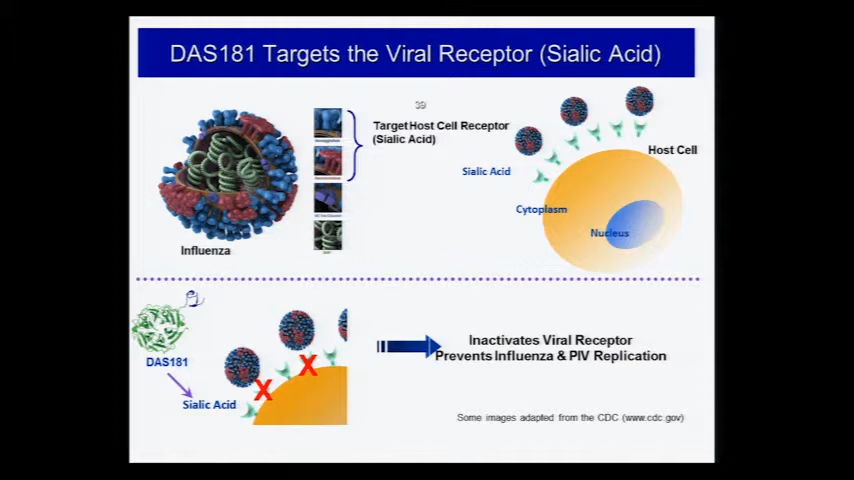 DAS181 Targets the Viral Receptor (Sialic Acid)
39
Target Host Cell Receptor
(Sialic Acid)
Host Cell
Sialic Acid
Cytoplasm
Nucleus
Influenza
DAS181
Sialic Acid
X
X
Inactivates Viral Receptor
Prevents Influenza & PIV Replication
Some images adapted from the CDC (www.cdc.gov)